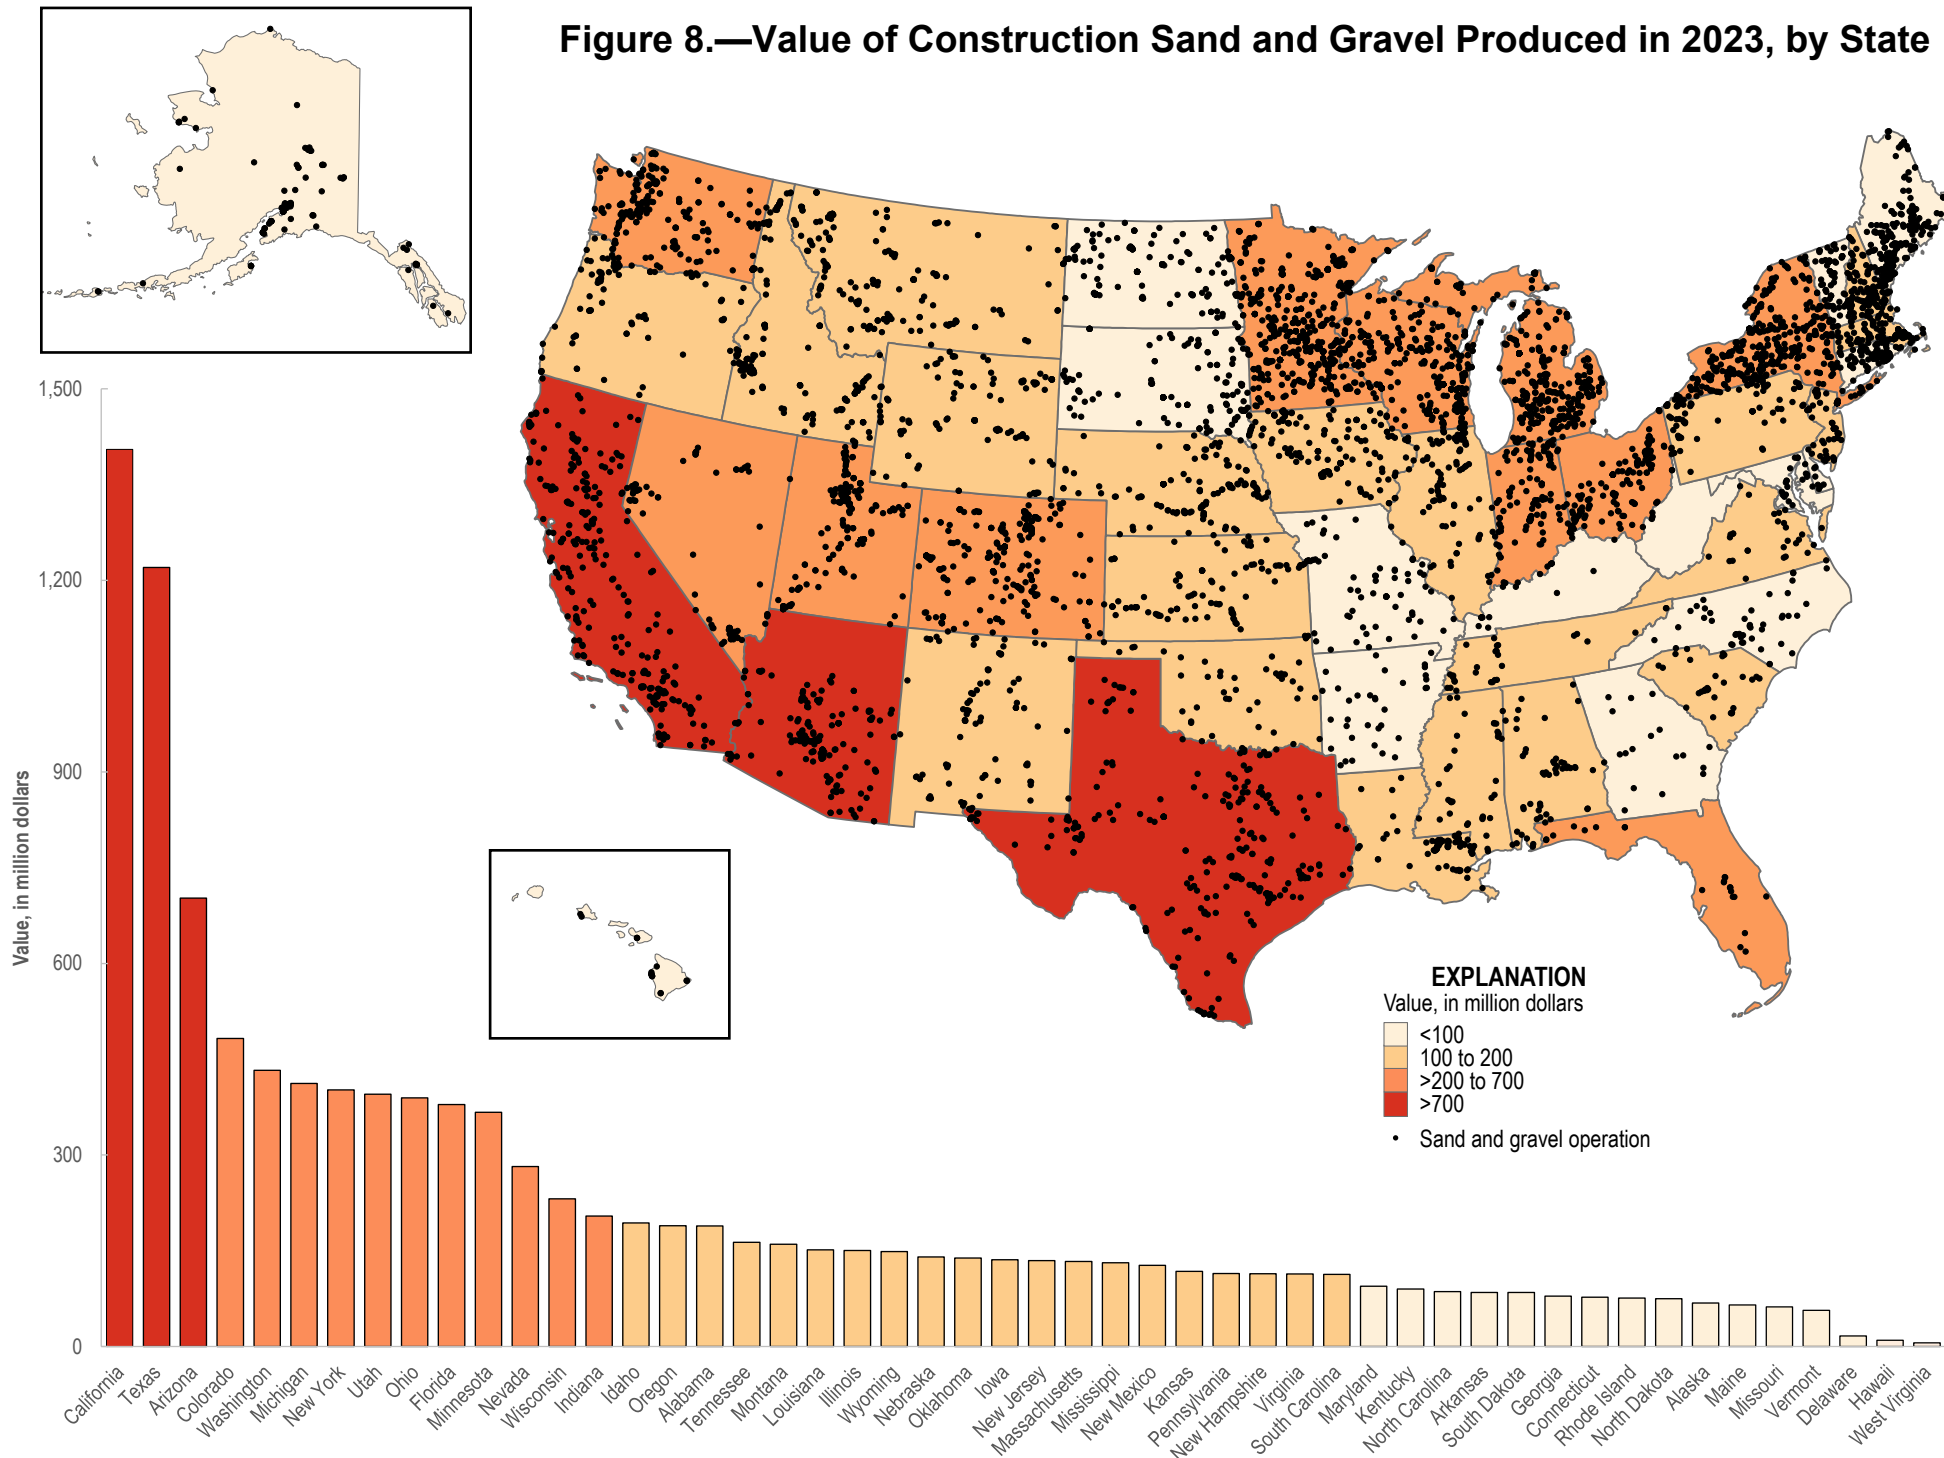 Figure 8.—Value of Construction Sand and Gravel Produced in 2023, by State
1,500
1,200
900
600
300
0
Value, in million dollars
EXPLANATION
Value, in million dollars
<100
100 to 200
>200 to 700
>700
Sand and gravel operation
California
Texas
Arizona
Colorado
Washington
Michigan
New York
Utah
Ohio
Florida
Minnesota
Nevada
Wisconsin
Indiana
Idaho
Oregon
Alabama
Tennessee
Montana
Louisiana
Illinois
Wyoming
Nebraska
Oklahoma
Iowa
New Jersey
Massachusetts
Mississippi
New Mexico
Kansas
Pennsylvania
New Hampshire
Virginia
South Carolina
Maryland
Kentucky
North Carolina
Arkansas
South Dakota
Georgia
Connecticut
Rhode Island
North Dakota
Alaska
Maine
Missouri
Vermont
Delaware
Hawaii
West Virginia